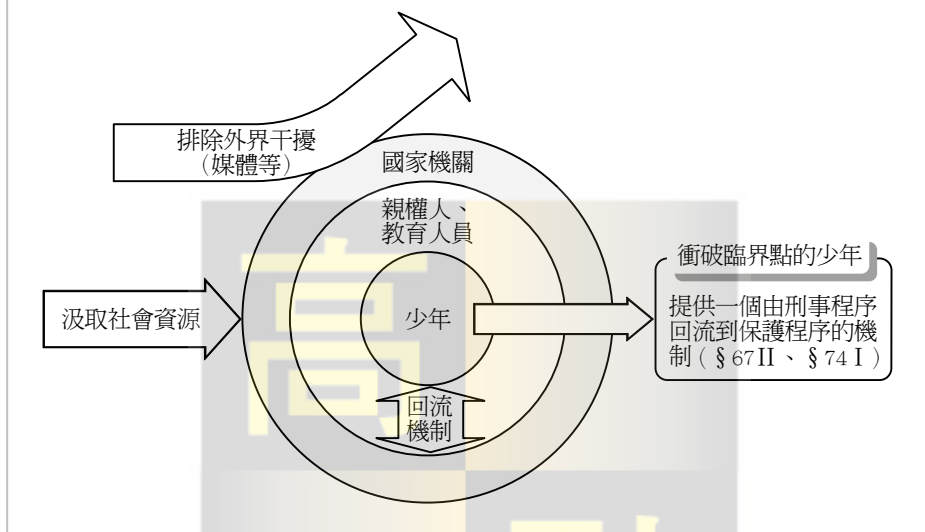 排除外界干擾
（媒體等）
國家機關
親權人、
教育人員
衝破臨界點的少年
汲取社會資源
少年
提供一個由刑事程序
回流到保護程序的機
制（§67Ⅱ、§74Ⅰ）
回流
機制
高